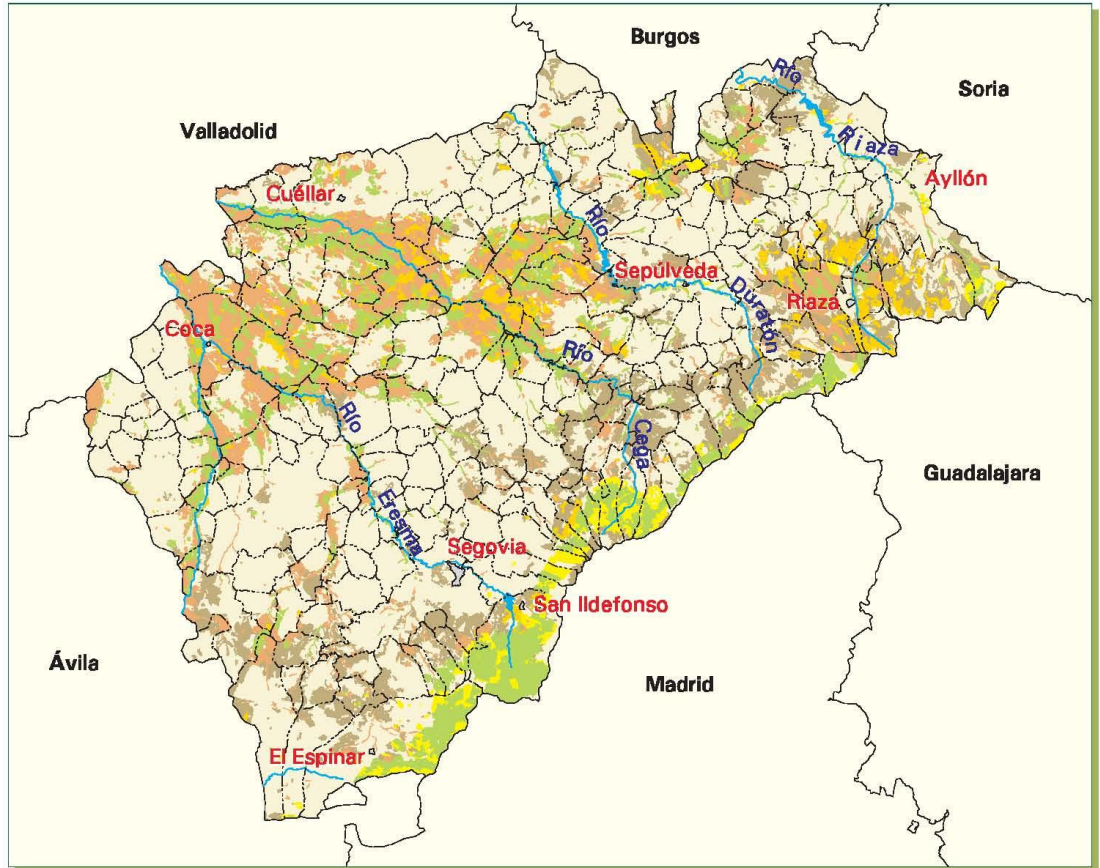 Burgos
Río
Soria
Valladolid
Riaza
Ayllón
Cuéllar
Río
Sepúlveda
Duratón
Riaza
Coca
Río
Río
Cega
Guadalajara
Eresma
Segovia
San Ildefonso
Ávila
Madrid
El Espinar